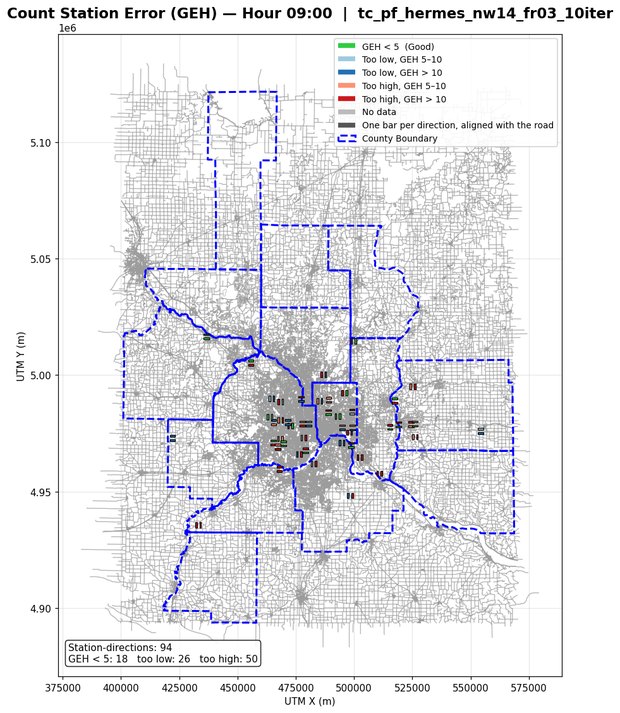 Count Station Error (GEH) — Hour 09:00 | tc_pf_hermes_nw14_fr03_10iter
1e6
GEH < 5 (Good)
Too low, GEH 5–10
Too low, GEH > 10
Too high, GEH 5–10
Too high, GEH > 10
No data
One bar per direction, aligned with the road
County Boundary
5.10
5.05
5.00
4.95
4.90
UTM Y (m)
Station-directions: 94
GEH < 5: 18 too low: 26 too high: 50
375000 400000 425000 450000 475000 500000 525000 550000 575000
UTM X (m)